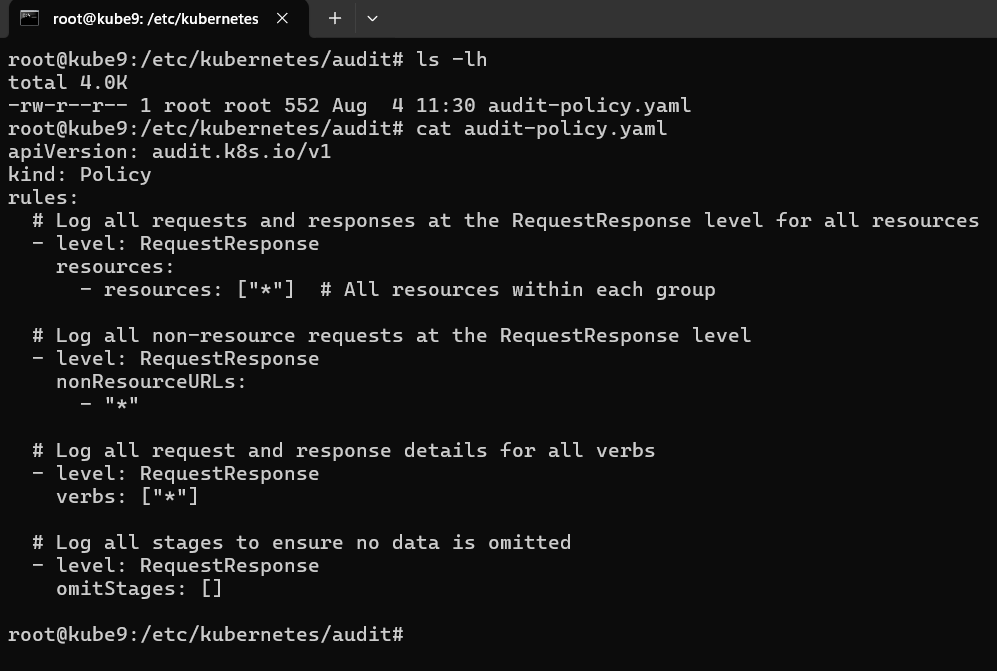 root@kube9: /etc/kubernetes
root@kube9:/etc/kubernetes/audit# ls -lh
total 4.0K
-rw-r--r-- 1 root root 552 Aug  4 11:30 audit-policy.yaml
root@kube9:/etc/kubernetes/audit# cat audit-policy.yaml
apiVersion: audit.k8s.io/v1
kind: Policy
rules:
  # Log all requests and responses at the RequestResponse level for all resources
  - level: RequestResponse
    resources:
      - resources: ["*"]  # All resources within each group

  # Log all non-resource requests at the RequestResponse level
  - level: RequestResponse
    nonResourceURLs:
      - "*"

  # Log all request and response details for all verbs
  - level: RequestResponse
    verbs: ["*"]

  # Log all stages to ensure no data is omitted
  - level: RequestResponse
    omitStages: []

root@kube9:/etc/kubernetes/audit#